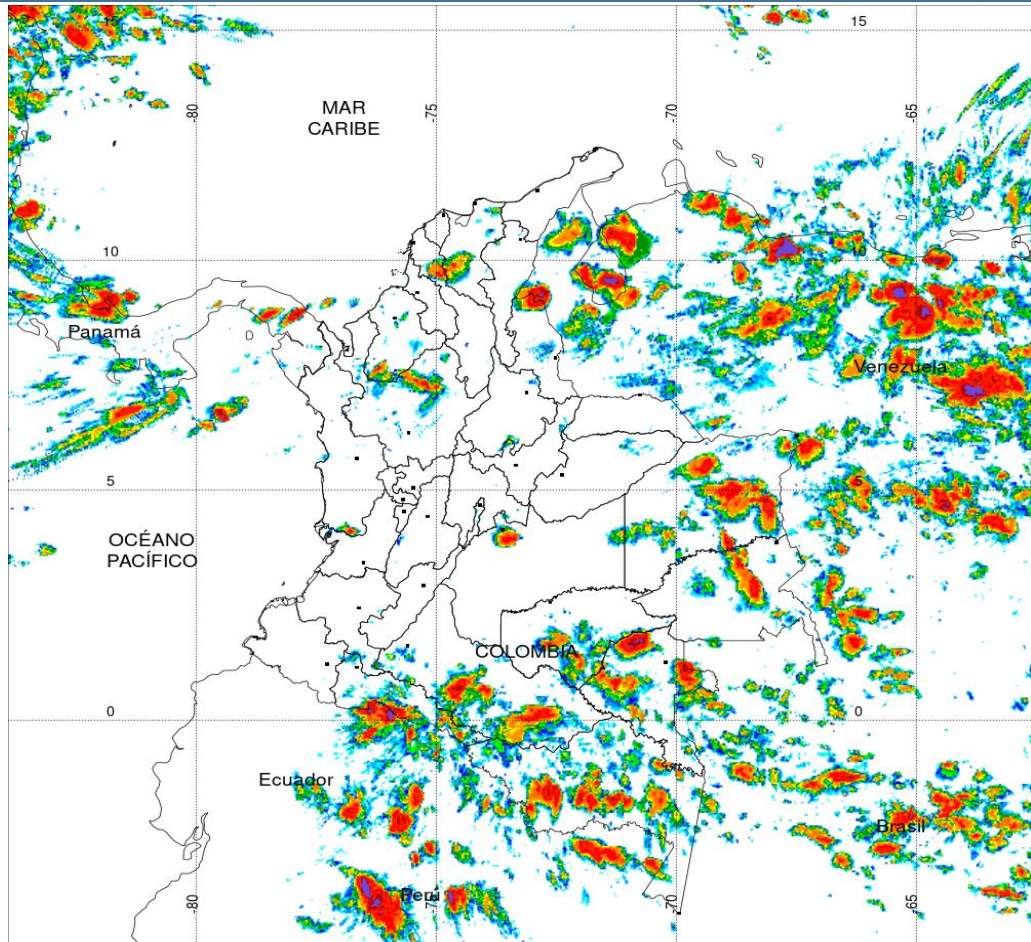 15
15
-80
-75
-70
-65
MAR
CARIBE
10
10
Panamá
Venezuela
5
5
OCÉANO
PACÍFICO
COLOMBIA
0
0
Ecuador
Brasil
Perú
-80
-75
-70
-65